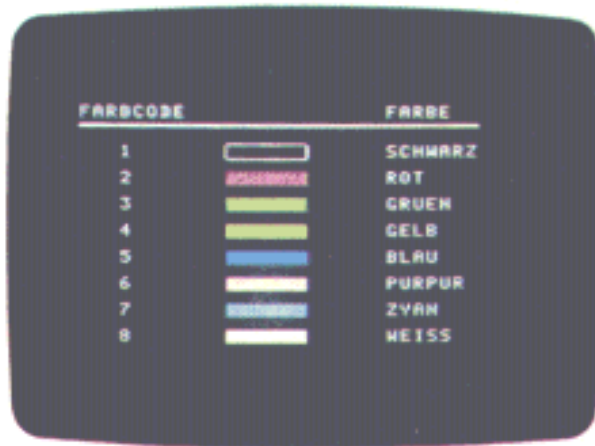 FARBCODE FARBE
1 SCHWARZ
2 ROT
3 GRUEN
4 GELB
5 BLAU
6 PURPUR
7 ZYAN
8 WEISS